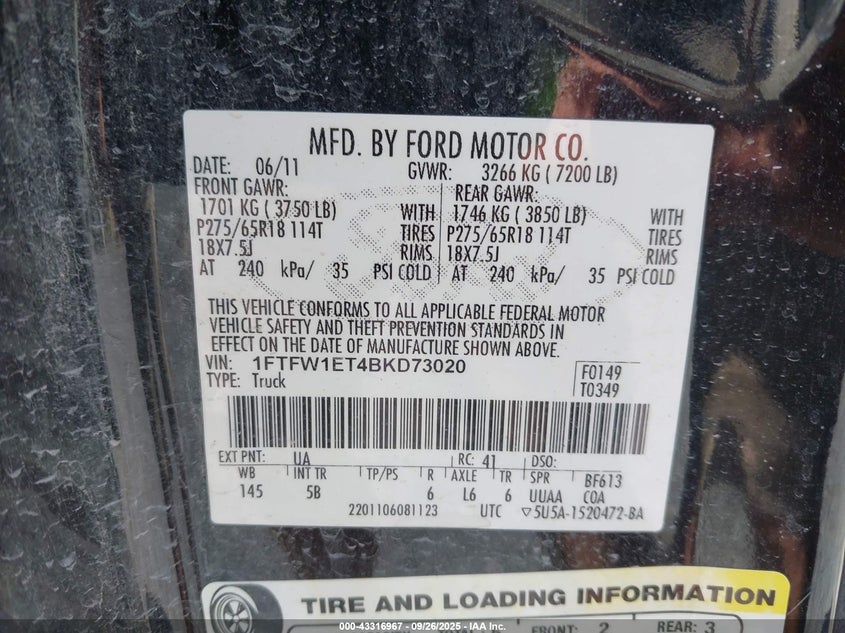 MFD. BY FORD MOTOR CO.
DATE: 06/11 GVWR: 3266 KG ( 7200 LB)
FRONT GAWR: REAR GAWR:
1701 KG ( 3750 LB) WITH 1746 KG ( 3850 LB) WITH
P275/65R18 114T TIRES P275/65R18 114T TIRES
18X7.5J RIMS 18X7.5J RIMS
AT 240 kPa/ 35 PSI COLD AT 240 kPa/ 35 PSI COLD
THIS VEHICLE CONFORMS TO ALL APPLICABLE FEDERAL MOTOR
VEHICLE SAFETY AND THEFT PREVENTION STANDARDS IN
EFFECT ON THE DATE OF MANUFACTURE SHOWN ABOVE.
VIN: 1FTFW1ET4BKD73020 F0149
TYPE: Truck T0349
EXT PNT: UA RC: 41 DSO:
WB INT TR TP/PS R AXLE TR SPR BF613
145 5B 6 L6 6 UUAA COA
2201106081123 UTC ▽5U5A-1520472-BA
TIRE AND LOADING INFORMATION
FRONT: 2 REAR: 3
000-43316967 - 09/26/2025 - IAA Inc.